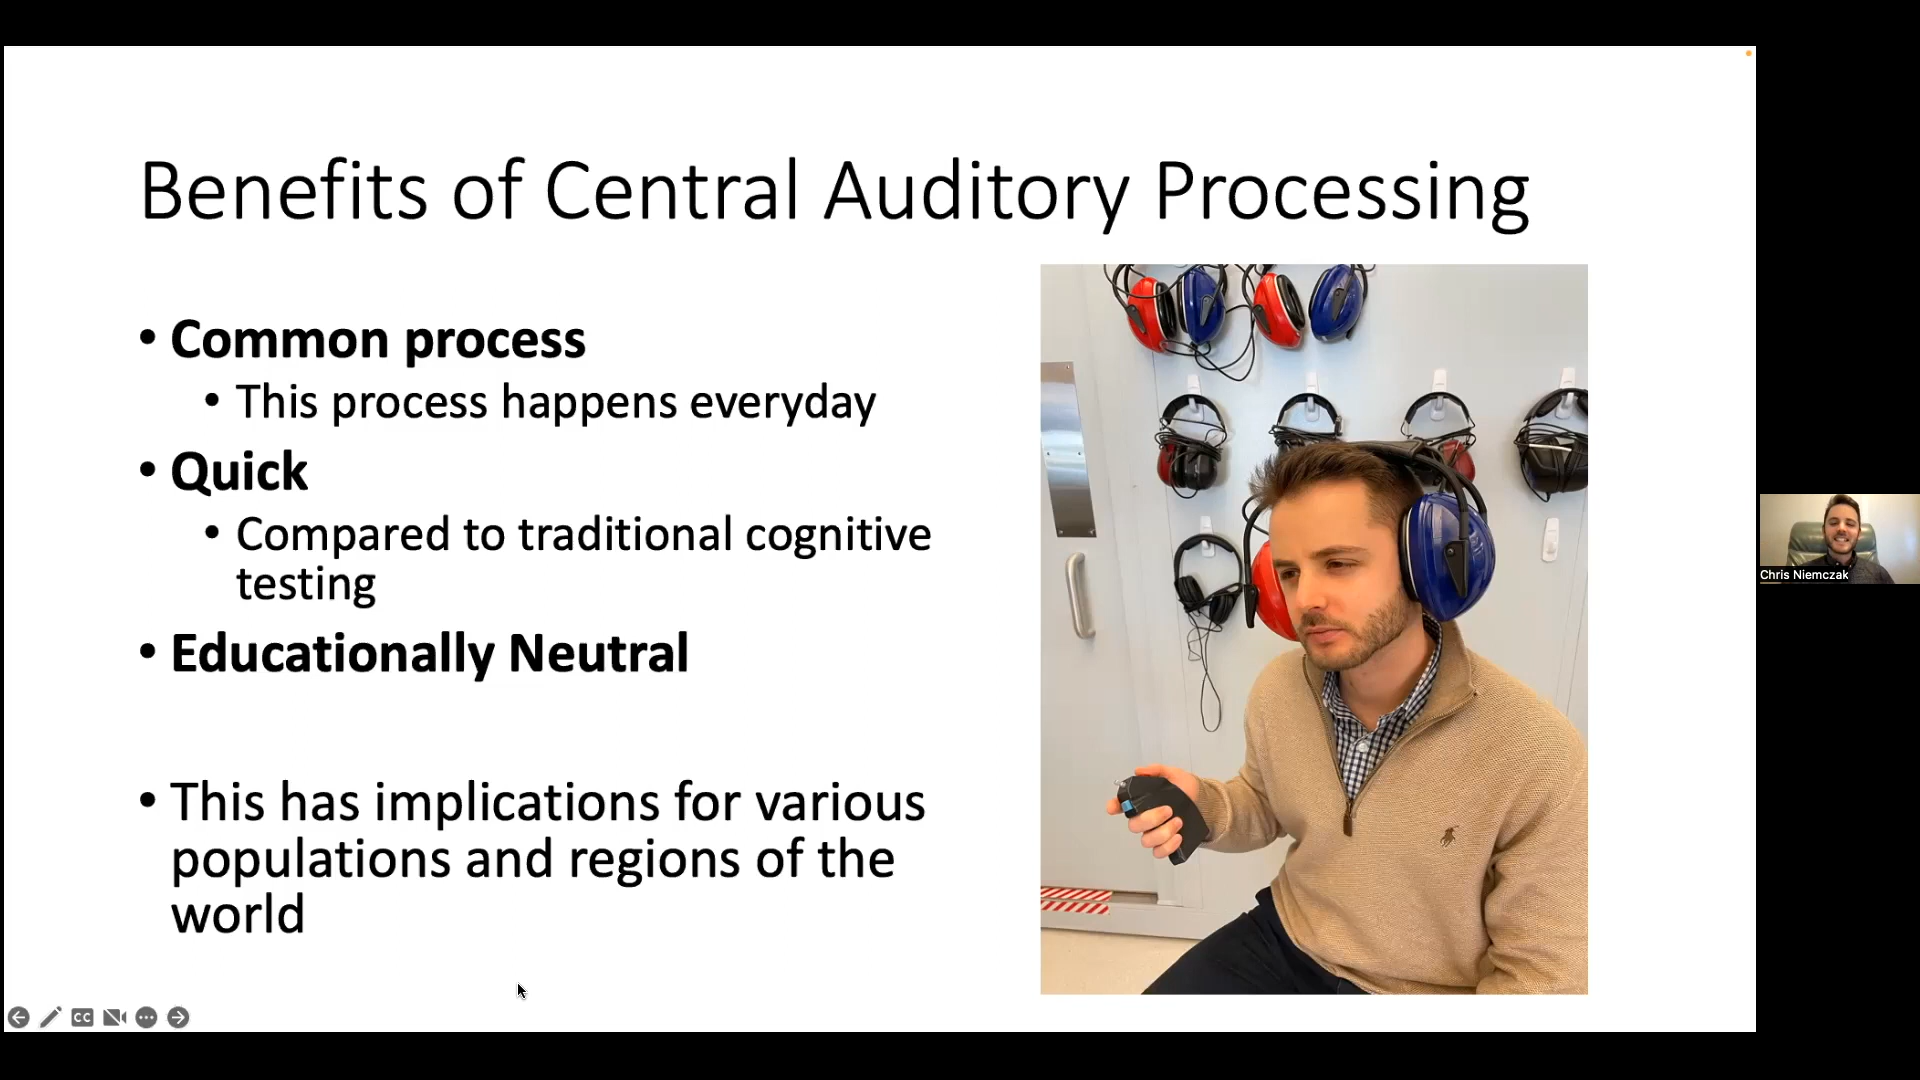 Benefits of Central Auditory Processing
• Common process
• This process happens everyday
• Quick
• Compared to traditional cognitive
testing
• Educationally Neutral
• This has implications for various
populations and regions of the
world
Chris Niemczak
CC